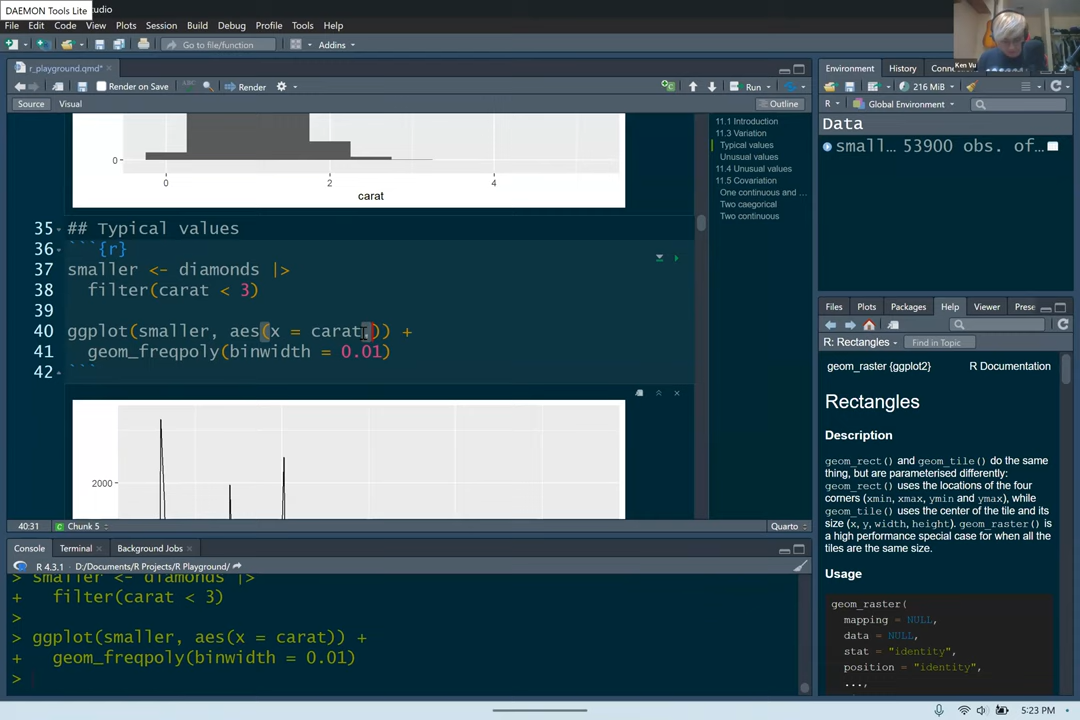 DAEMON Tools Lite
studio
File Edit Code View Plots Session Build Debug Profile Tools Help
Go to file/function
Addins
Ken Vu
r_playground.qmd*
Render on Save
ABC
Render
Run
Source Visual
Outline
0
0 2 4
carat
35 ## Typical values
36 ```{r}
37 smaller <- diamonds |>
38 filter(carat < 3)
39
40 ggplot(smaller, aes(x = carat,)) +
41 geom_freqpoly(binwidth = 0.01)
42 ```
2000
11.1 Introduction
11.3 Variation
Typical values
Unusual values
11.4 Unusual values
11.5 Covariation
One continuous and ...
Two caegorical
Two continuous
40:31 Chunk 5 Quarto
Console Terminal Background Jobs
R 4.3.1 · D:/Documents/R Projects/R Playground/
> smaller <- diamonds |>
+ filter(carat < 3)
>
> ggplot(smaller, aes(x = carat)) +
+ geom_freqpoly(binwidth = 0.01)
>
Environment History Connec
216 MiB
R Global Environment
Data
small... 53900 obs. of...
Files Plots Packages Help Viewer Prese
R: Rectangles Find in Topic
geom_raster {ggplot2} R Documentation
Rectangles
Description
geom_rect() and geom_tile() do the
same thing, but are parameterised differently:
geom_rect() uses the locations of the four
corners (xmin, xmax, ymin and ymax), while
geom_tile() uses the center of the tile and its
size (x, y, width, height). geom_raster() is
a high performance special case for when all the
tiles are the same size.
Usage
geom_raster(
mapping = NULL,
data = NULL,
stat = "identity",
position = "identity",
...,
5:23 PM